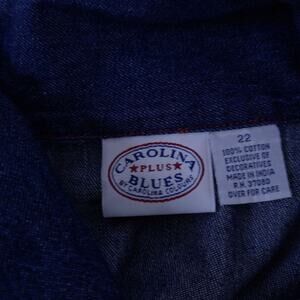 CAROLINA
★ PLUS ★
BLUES
BY CAROLINA COLOURS
22
100% COTTON
EXCLUSIVE OF
DECORATIVES
MADE IN INDIA
R.N. 37080
OVER FOR CARE